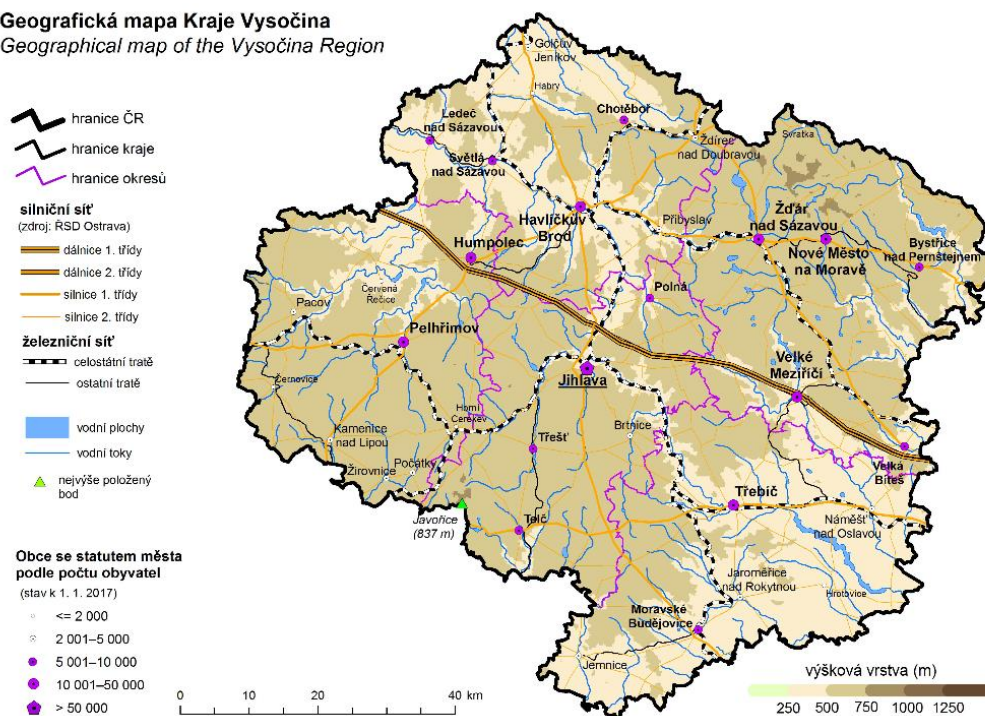 Geografická mapa Kraje Vysočina
Geographical map of the Vysočina Region
hranice ČR
hranice kraje
hranice okresů
silniční síť
(zdroj: ŘSD Ostrava)
dálnice 1. třídy
dálnice 2. třídy
silnice 1. třídy
silnice 2. třídy
železniční síť
celostátní tratě
ostatní tratě
vodní plochy
vodní toky
nejvýše položený
bod
Obce se statutem města
podle počtu obyvatel
(stav k 1. 1. 2017)
<= 2 000
2 001–5 000
5 001–10 000
10 001–50 000
> 50 000
Golčův
Jeníkov
Habry
Chotěboř
Ledeč
nad Sázavou
Světlá
nad Sázavou
Ždírec
nad Doubravou
Svratka
Havlíčkův
Brod
Přibyslav
Žďár
nad Sázavou
Nové Město
na Moravě
Bystřice
nad Pernštejnem
Humpolec
Polná
Červená
Řečice
Pacov
Pelhřimov
Černovice
Jihlava
Velké
Meziříčí
Horní
Cerekev
Kamenice
nad Lipou
Brtnice
Třešť
Žirovnice
Počátky
Velká
Bíteš
Třebíč
Javořice
(837 m)
Telč
Náměšť
nad Oslavou
Jaroměřice
nad Rokytnou
Hrotovice
Moravské
Budějovice
Jemnice
0 10 20 40 km
výšková vrstva (m)
250 500 750 1000 1250